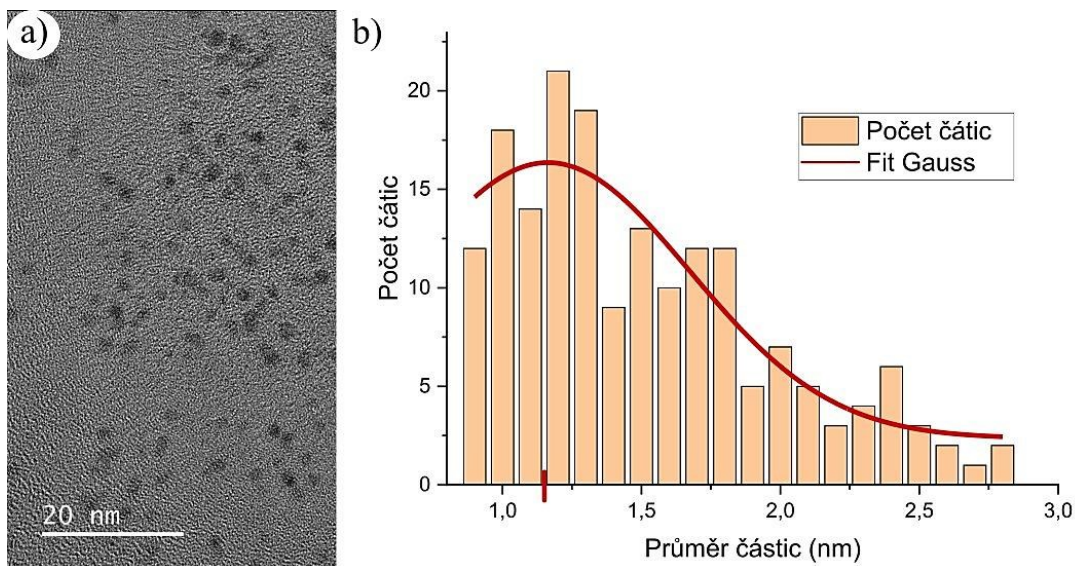 a)
20 nm
b)
Počet čátic
20
15
10
5
0
1,0
1,5
2,0
2,5
3,0
Průměr částic (nm)
Počet čátic
Fit Gauss